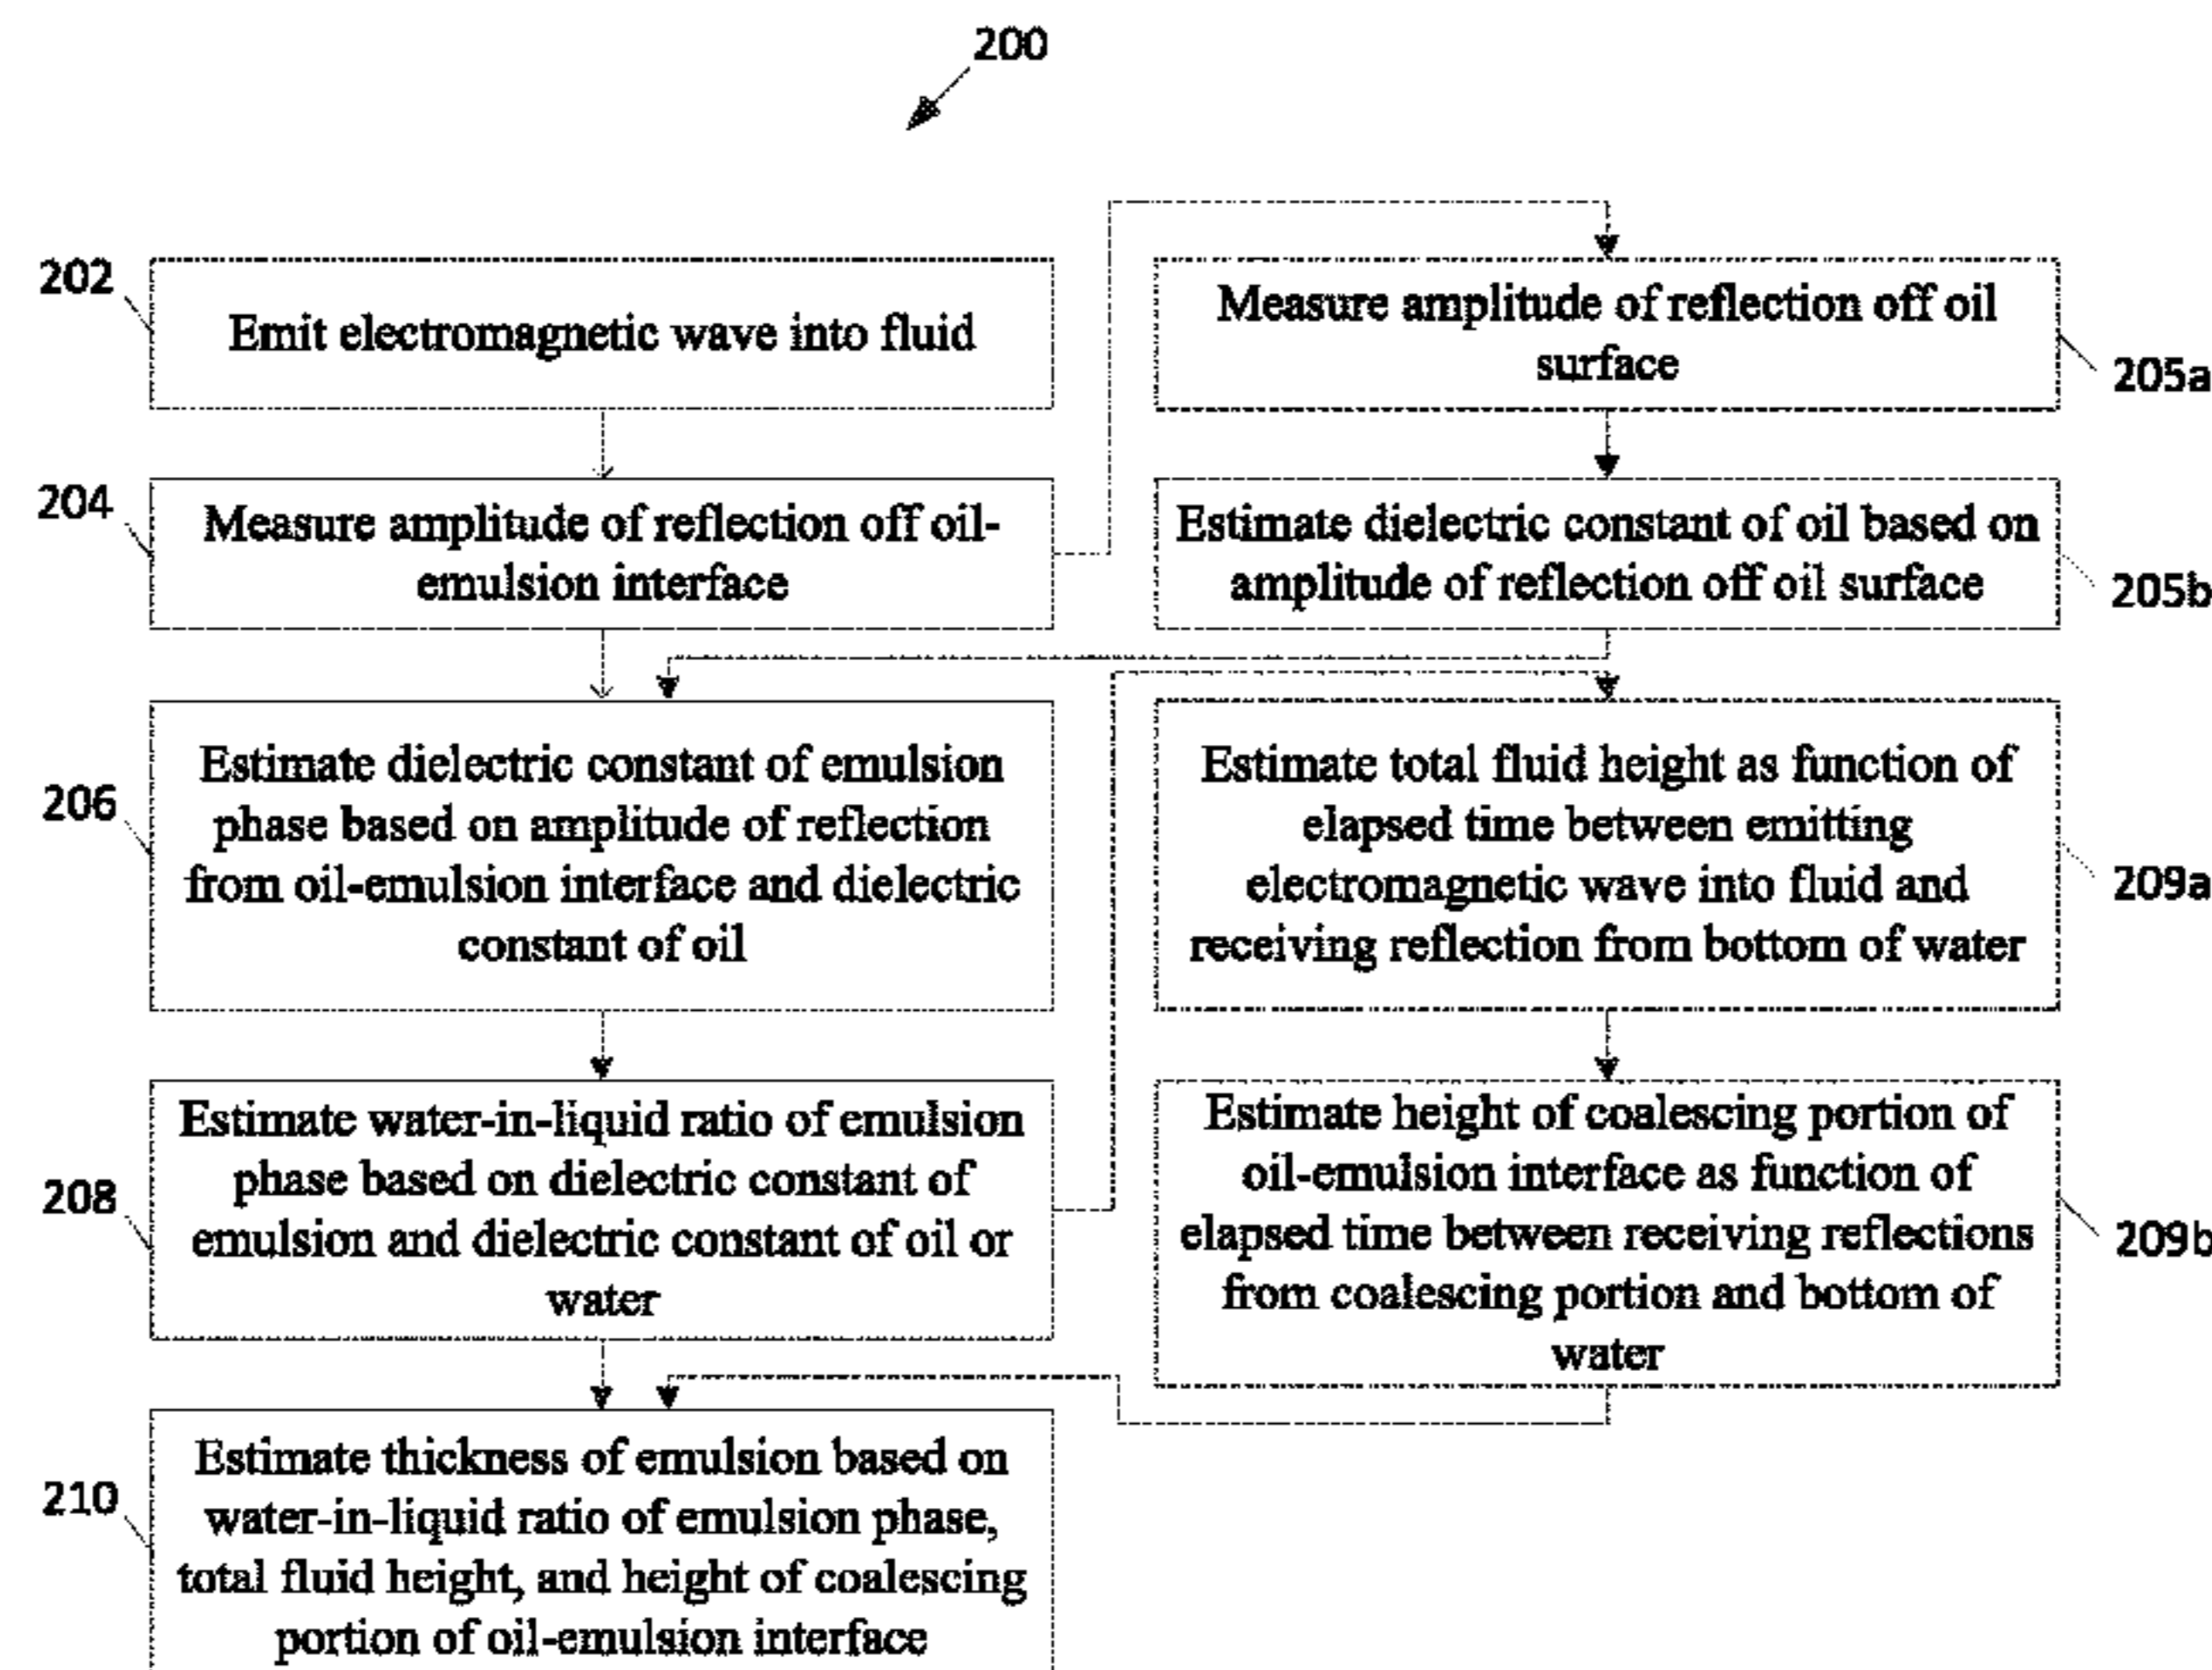 200
202
Emit electromagnetic wave into fluid
204
Measure amplitude of reflection off oil-
emulsion interface
Measure amplitude of reflection off oil
surface
205a
Estimate dielectric constant of oil based on
amplitude of reflection off oil surface
205b
206
Estimate dielectric constant of emulsion
phase based on amplitude of reflection
from oil-emulsion interface and dielectric
constant of oil
208
Estimate water-in-liquid ratio of emulsion
phase based on dielectric constant of
emulsion and dielectric constant of oil or
water
Estimate total fluid height as function of
elapsed time between emitting
electromagnetic wave into fluid and
receiving reflection from bottom of water
209a
Estimate height of coalescing portion of
oil-emulsion interface as function of
elapsed time between receiving reflections
from coalescing portion and bottom of
water
209b
210
Estimate thickness of emulsion based on
water-in-liquid ratio of emulsion phase,
total fluid height, and height of coalescing
portion of oil-emulsion interface